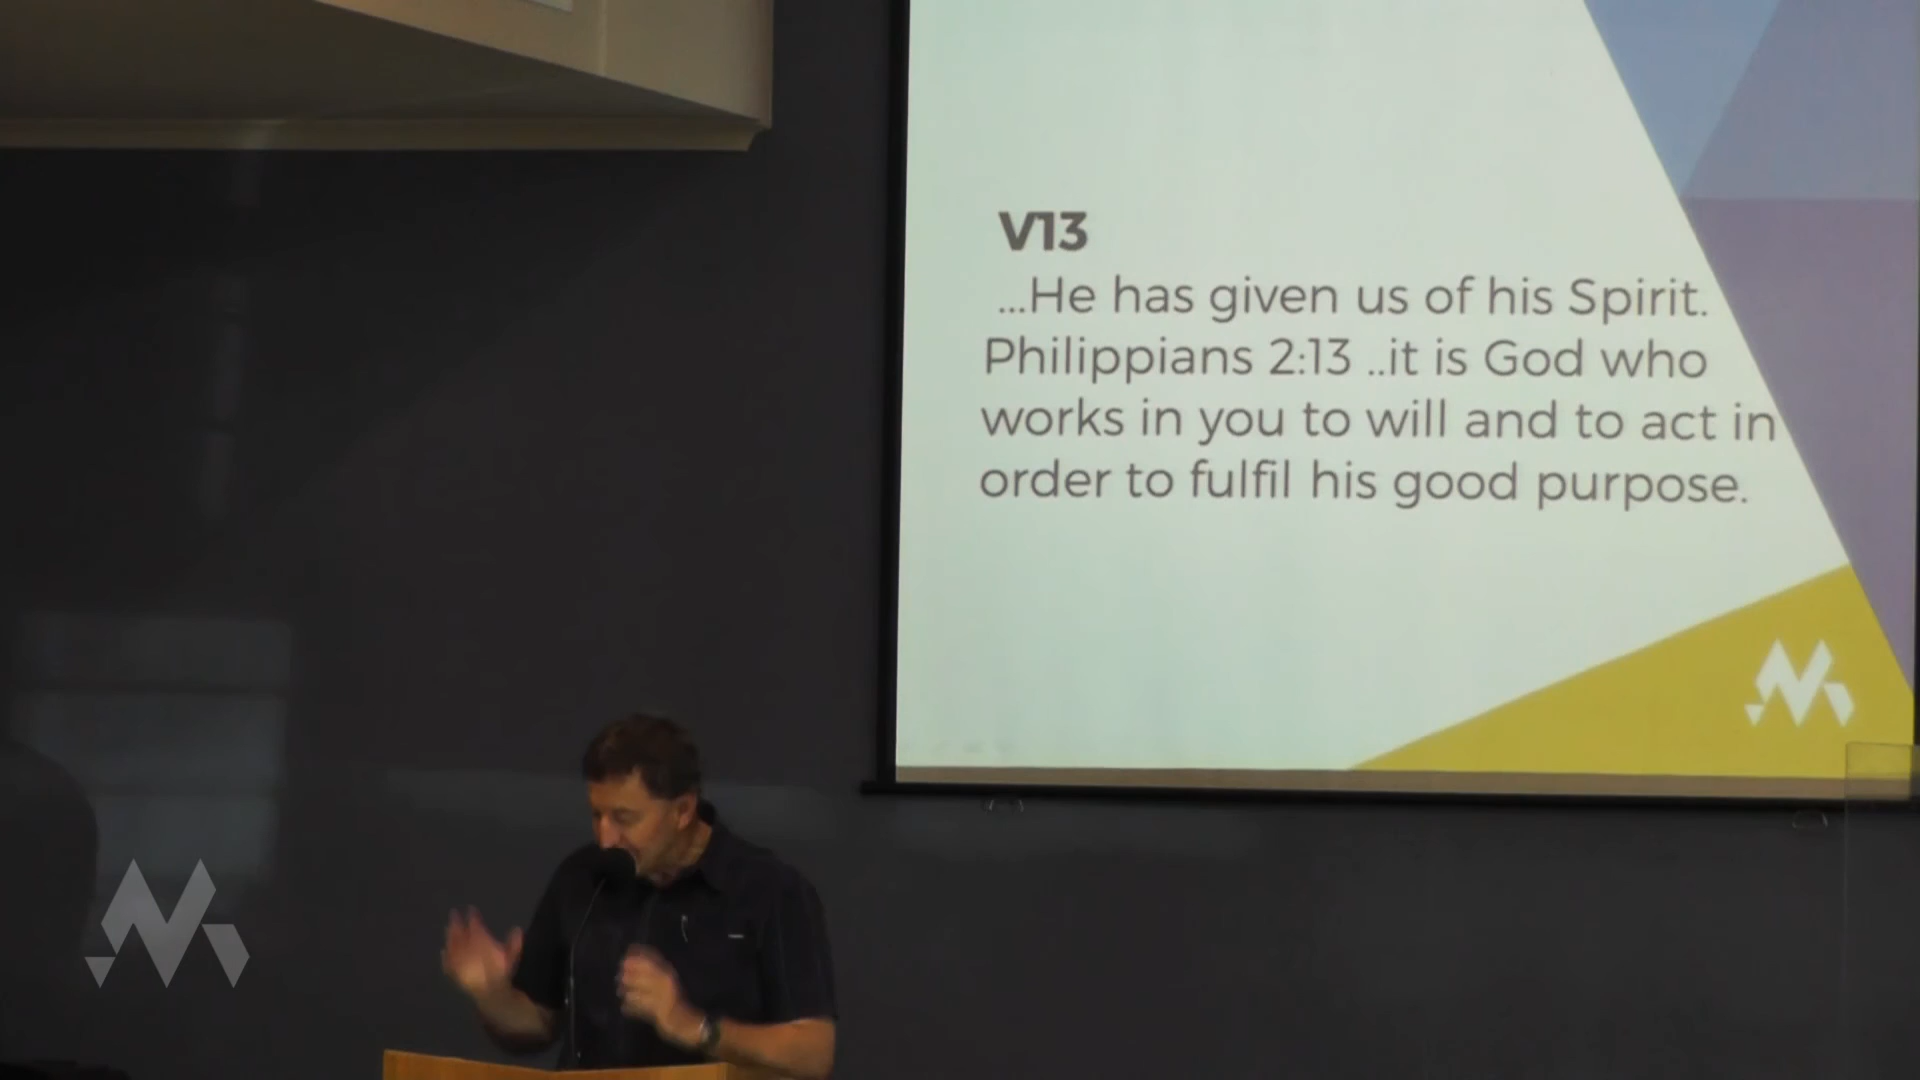 V13
...He has given us of his Spirit.
Philippians 2:13 ..it is God who
works in you to will and to act in
order to fulfil his good purpose.